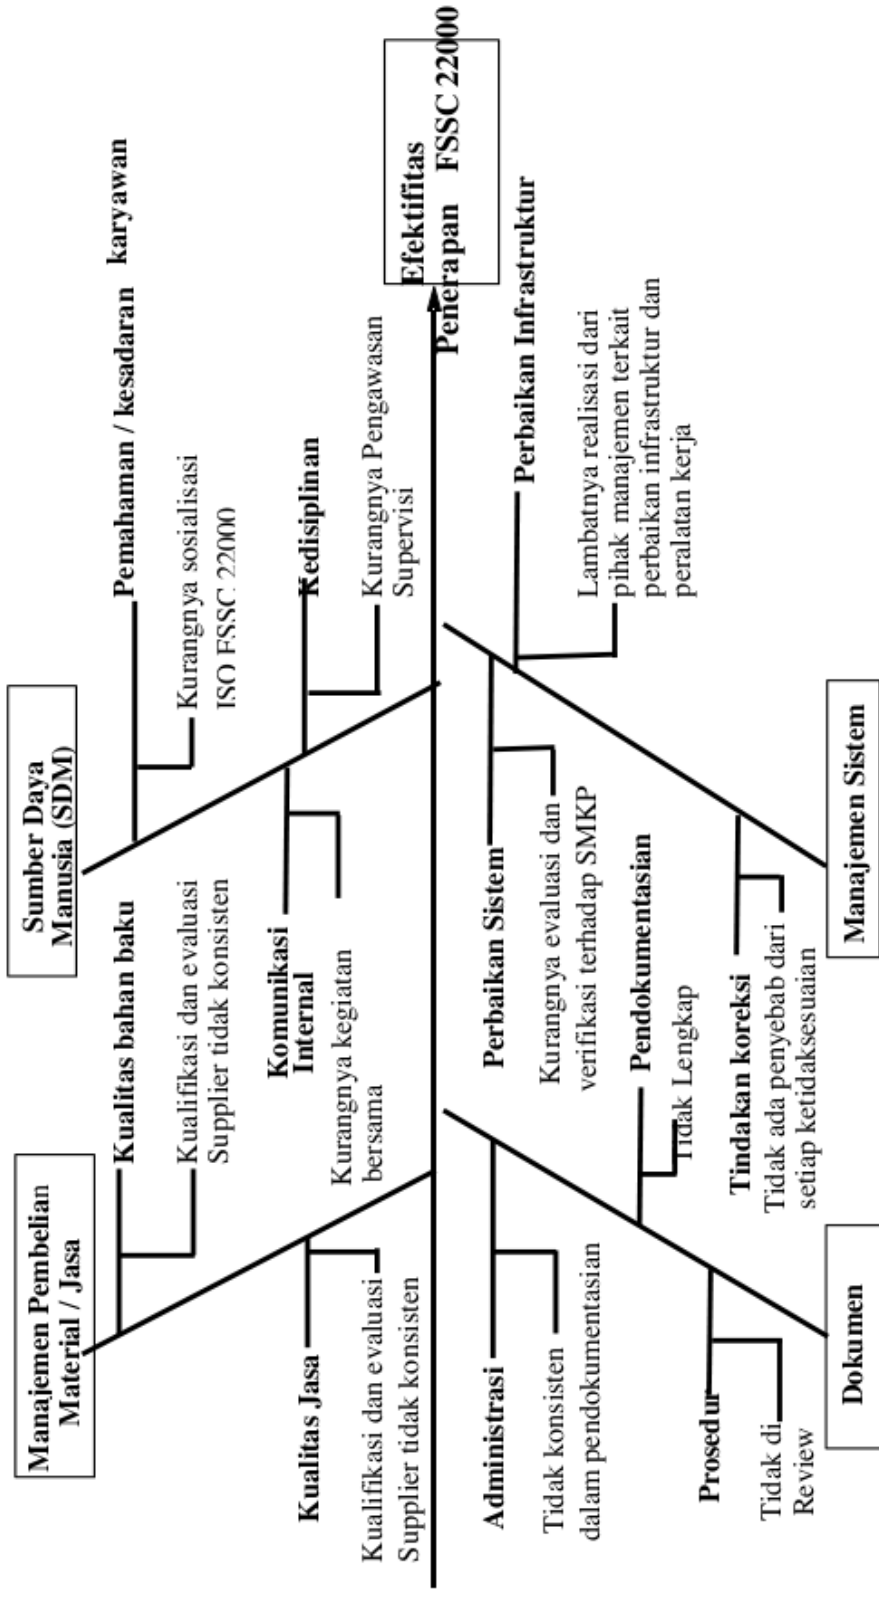 Manajemen Pembelian
Material / Jasa
Kualitas bahan baku
Kualifikasi dan evaluasi
Supplier tidak konsisten
Kualitas Jasa
Kualifikasi dan evaluasi
Supplier tidak konsisten
Sumber Daya
Manusia (SDM)
Pemahaman / kesadaran karyawan
Kurangnya sosialisasi
ISO FSSC 22000
Komunikasi
Internal
Kurangnya kegiatan
bersama
Kedisiplinan
Kurangnya Pengawasan
Supervisi
Efektifitas
Penerapan FSSC 22000
Administrasi
Tidak konsisten
dalam pendokumentasian
Pendokumentasian
Tidak Lengkap
Prosedur
Tidak di
Review
Dokumen
Perbaikan Sistem
Kurangnya evaluasi dan
verifikasi terhadap SMKP
Perbaikan Infrastruktur
Lambatnya realisasi dari
pihak manajemen terkait
perbaikan infrastruktur dan
peralatan kerja
Tindakan koreksi
Tidak ada penyebab dari
setiap ketidaksesuaian
Manajemen Sistem